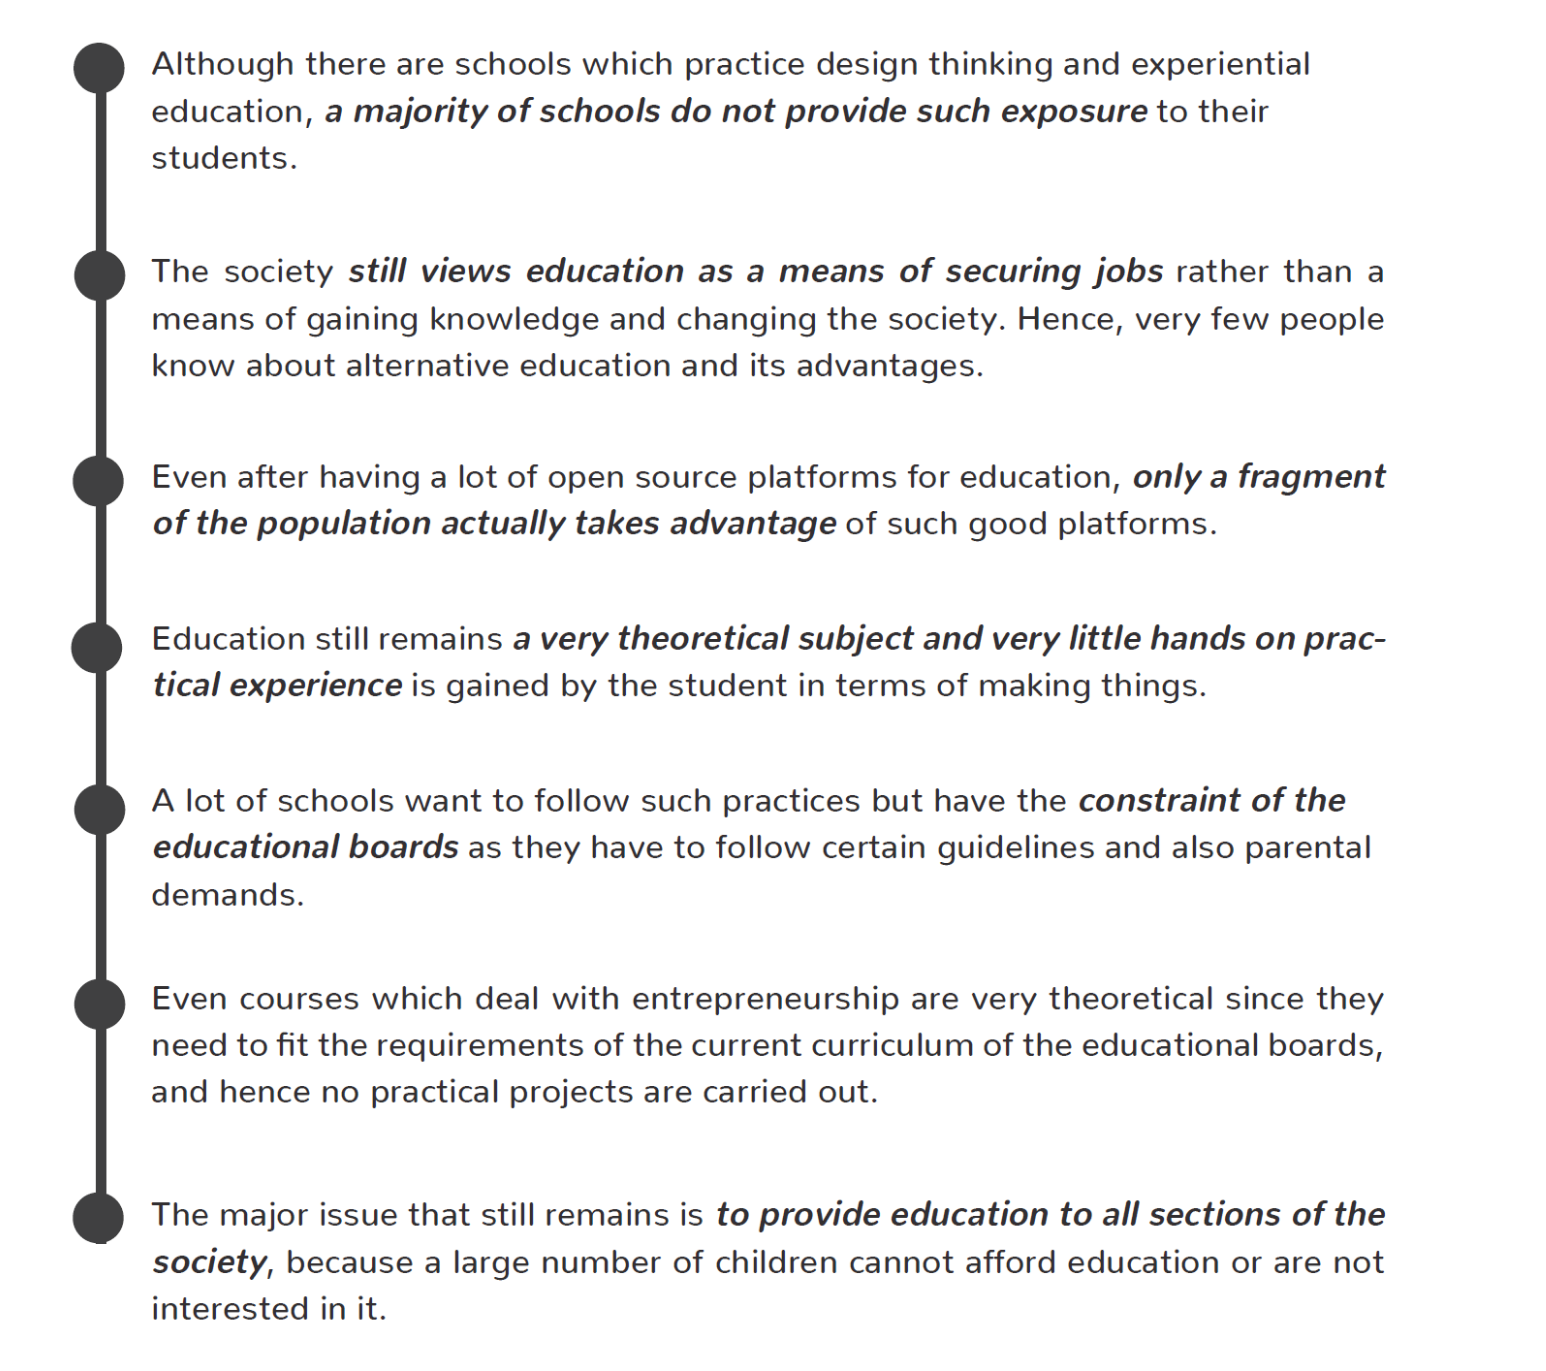 Although there are schools which practice design thinking and experiential
education, a majority of schools do not provide such exposure to their
students.
The society still views education as a means of securing jobs rather than a
means of gaining knowledge and changing the society. Hence, very few people
know about alternative education and its advantages.
Even after having a lot of open source platforms for education, only a fragment
of the population actually takes advantage of such good platforms.
Education still remains a very theoretical subject and very little hands on prac-
tical experience is gained by the student in terms of making things.
A lot of schools want to follow such practices but have the constraint of the
educational boards as they have to follow certain guidelines and also parental
demands.
Even courses which deal with entrepreneurship are very theoretical since they
need to fit the requirements of the current curriculum of the educational boards,
and hence no practical projects are carried out.
The major issue that still remains is to provide education to all sections of the
society, because a large number of children cannot afford education or are not
interested in it.